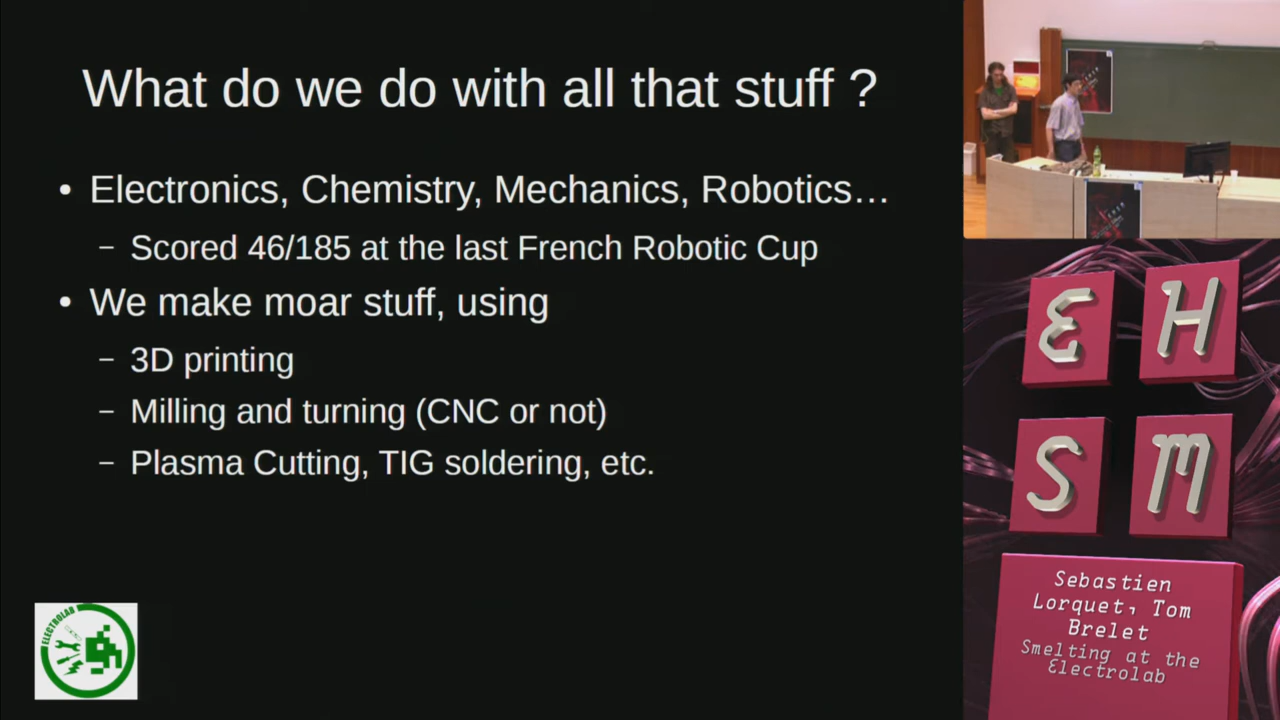 What do we do with all that stuff ?
• Electronics, Chemistry, Mechanics, Robotics…
– Scored 46/185 at the last French Robotic Cup
• We make moar stuff, using
– 3D printing
– Milling and turning (CNC or not)
– Plasma Cutting, TIG soldering, etc.
ELECTROLAB
E H
S M
Sebastien
Lorquet, Tom
Brelet
Smelting at the
Electrolab